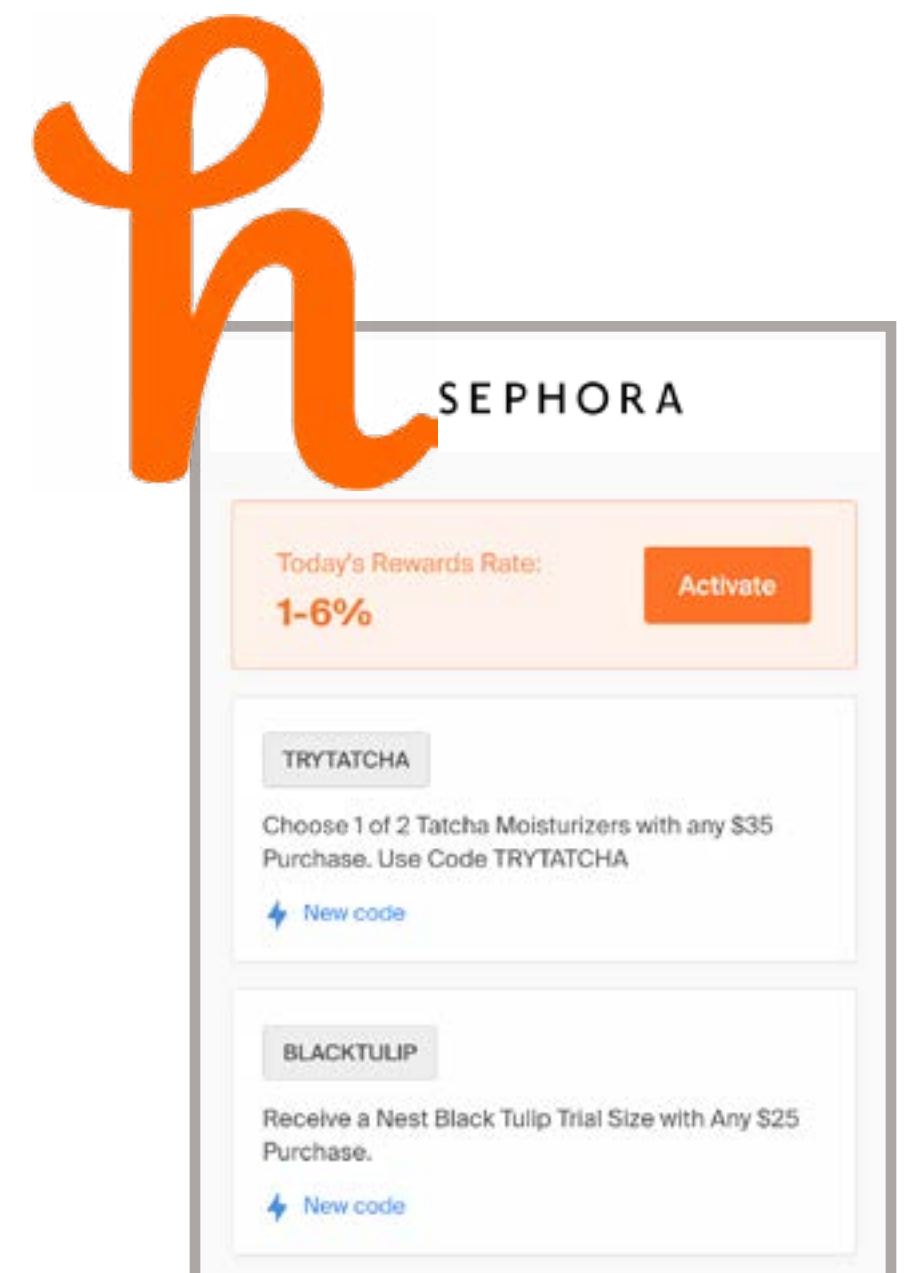 h
SEPHORA
Today's Rewards Rate:
1-6%
Activate
TRYTATCHA
Choose 1 of 2 Tatcha Moisturizers with any $35
Purchase. Use Code TRYTATCHA
New code
BLACKTULIP
Receive a Nest Black Tulip Trial Size with Any $25
Purchase.
New code